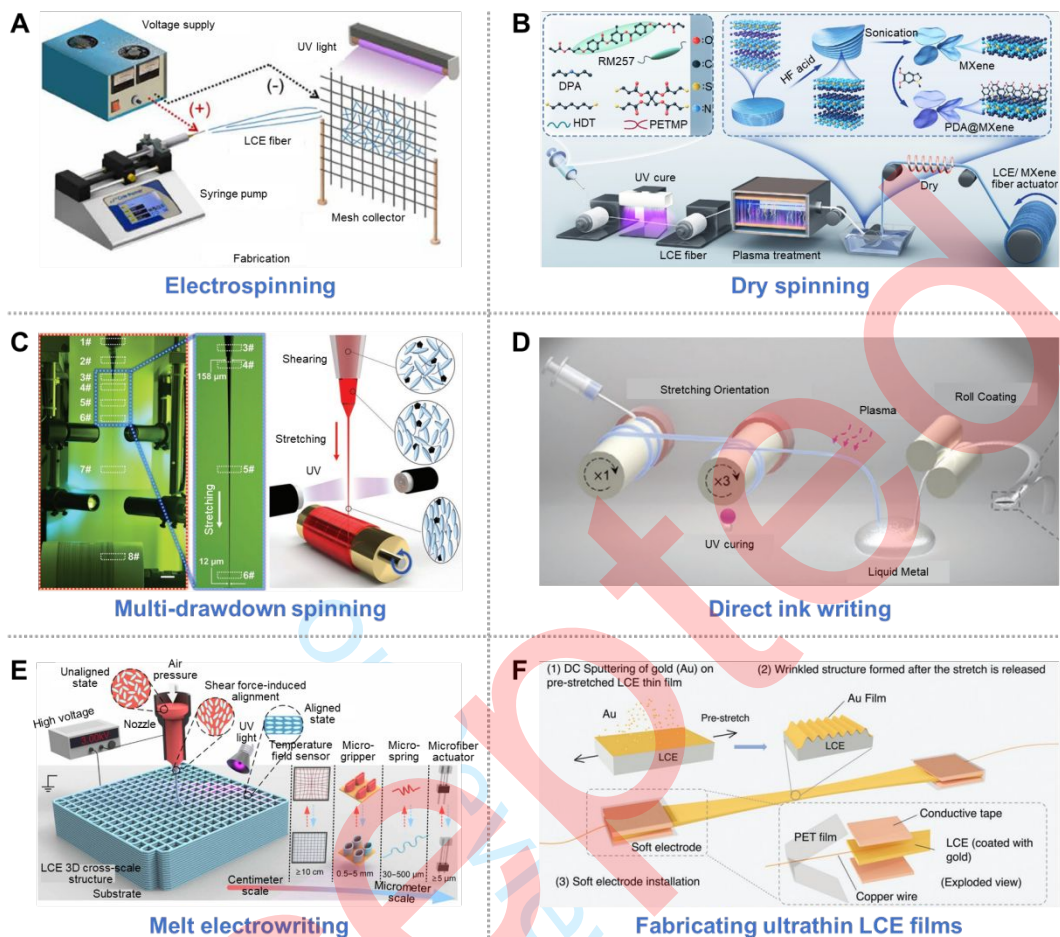 A
Voltage supply
UV light
(-)
(+)
LCE fiber
Syringe pump
Mesh collector
Fabrication
Electrospinning
B
RM257
DPA
HDT
PETMP
:O
:C
:S
:N
HF acid
Sonication
MXene
PDA@MXene
UV cure
LCE fiber
Plasma treatment
Dry
LCE/ MXene
fiber actuator
Dry spinning
C
1#
2#
3#
4#
5#
6#
7#
8#
3#
4#
158 µm
5#
Stretching
12 µm
6#
Shearing
Stretching
UV
Multi-drawdown spinning
D
Stretching Orientation
Plasma
Roll Coating
×1
×3
UV curing
Liquid Metal
Direct ink writing
E
Unaligned
state
Air
pressure
Shear force-induced
alignment
High voltage
Nozzle
UV
light
Aligned
state
Temperature
field sensor
Micro-
gripper
Micro-
spring
Microfiber
actuator
≥10 cm
0.5–5 mm
30–500 µm
≥5 µm
LCE 3D cross-scale
structure
Substrate
Centimeter
scale
Micrometer
scale
Melt electrowriting
F
(1) DC Sputtering of gold (Au) on
pre-stretched LCE thin film
(2) Wrinkled structure formed after the stretch is released
Au
Pre-stretch
LCE
Au Film
LCE
Soft electrode
(3) Soft electrode installation
PET film
Conductive tape
LCE (coated with
gold)
Copper wire
(Exploded view)
Fabricating ultrathin LCE films